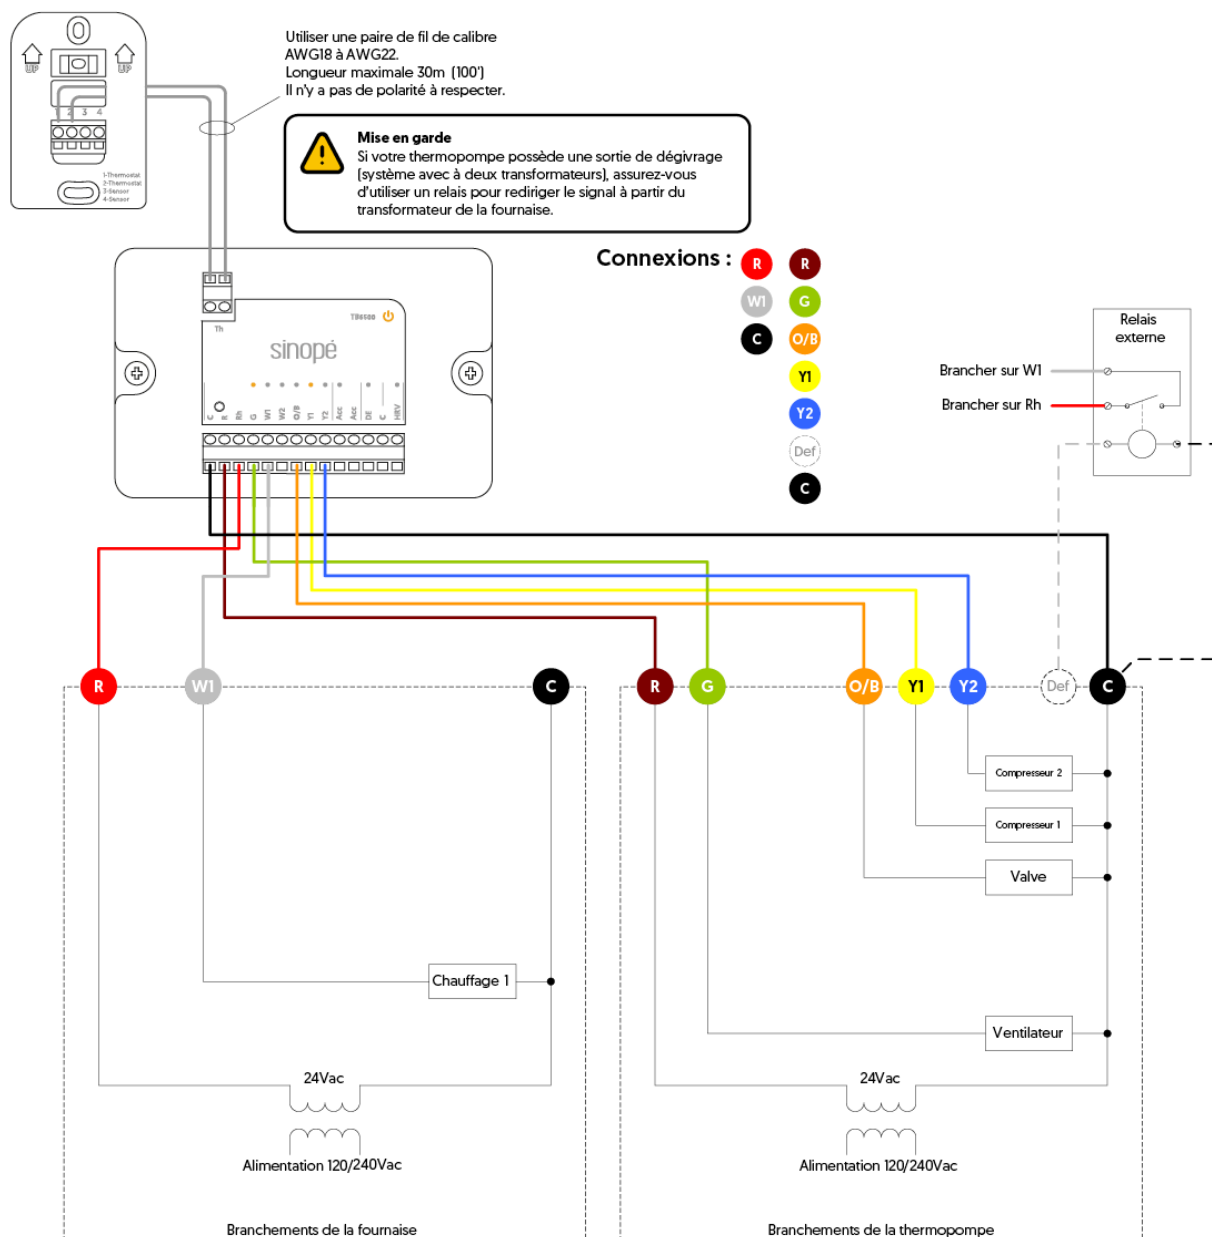 UP
UP
1 2 3 4
1-Thermostat
2-Thermostat
3-Sensor
4-Sensor
Utiliser une paire de fil de calibre
AWG18 à AWG22.
Longueur maximale 30m (100')
Il n'y a pas de polarité à respecter.
Mise en garde
Si votre thermopompe possède une sortie de dégivrage
(système avec à deux transformateurs), assurez-vous
d'utiliser un relais pour rediriger le signal à partir du
transformateur de la fournaise.
Connexions :
R R
W1 G
C O/B
Y1
Y2
Def
C
Th
sinopé
C R Rh G W1 W2 O/B Y1 Y2 Acc Acc DE C HRV
Relais
externe
Brancher sur W1
Brancher sur Rh
R W1 C R G O/B Y1 Y2 Def C
Compresseur 2
Compresseur 1
Valve
Chauffage 1
Ventilateur
24Vac 24Vac
Alimentation 120/240Vac Alimentation 120/240Vac
Branchements de la fournaise Branchements de la thermopompe